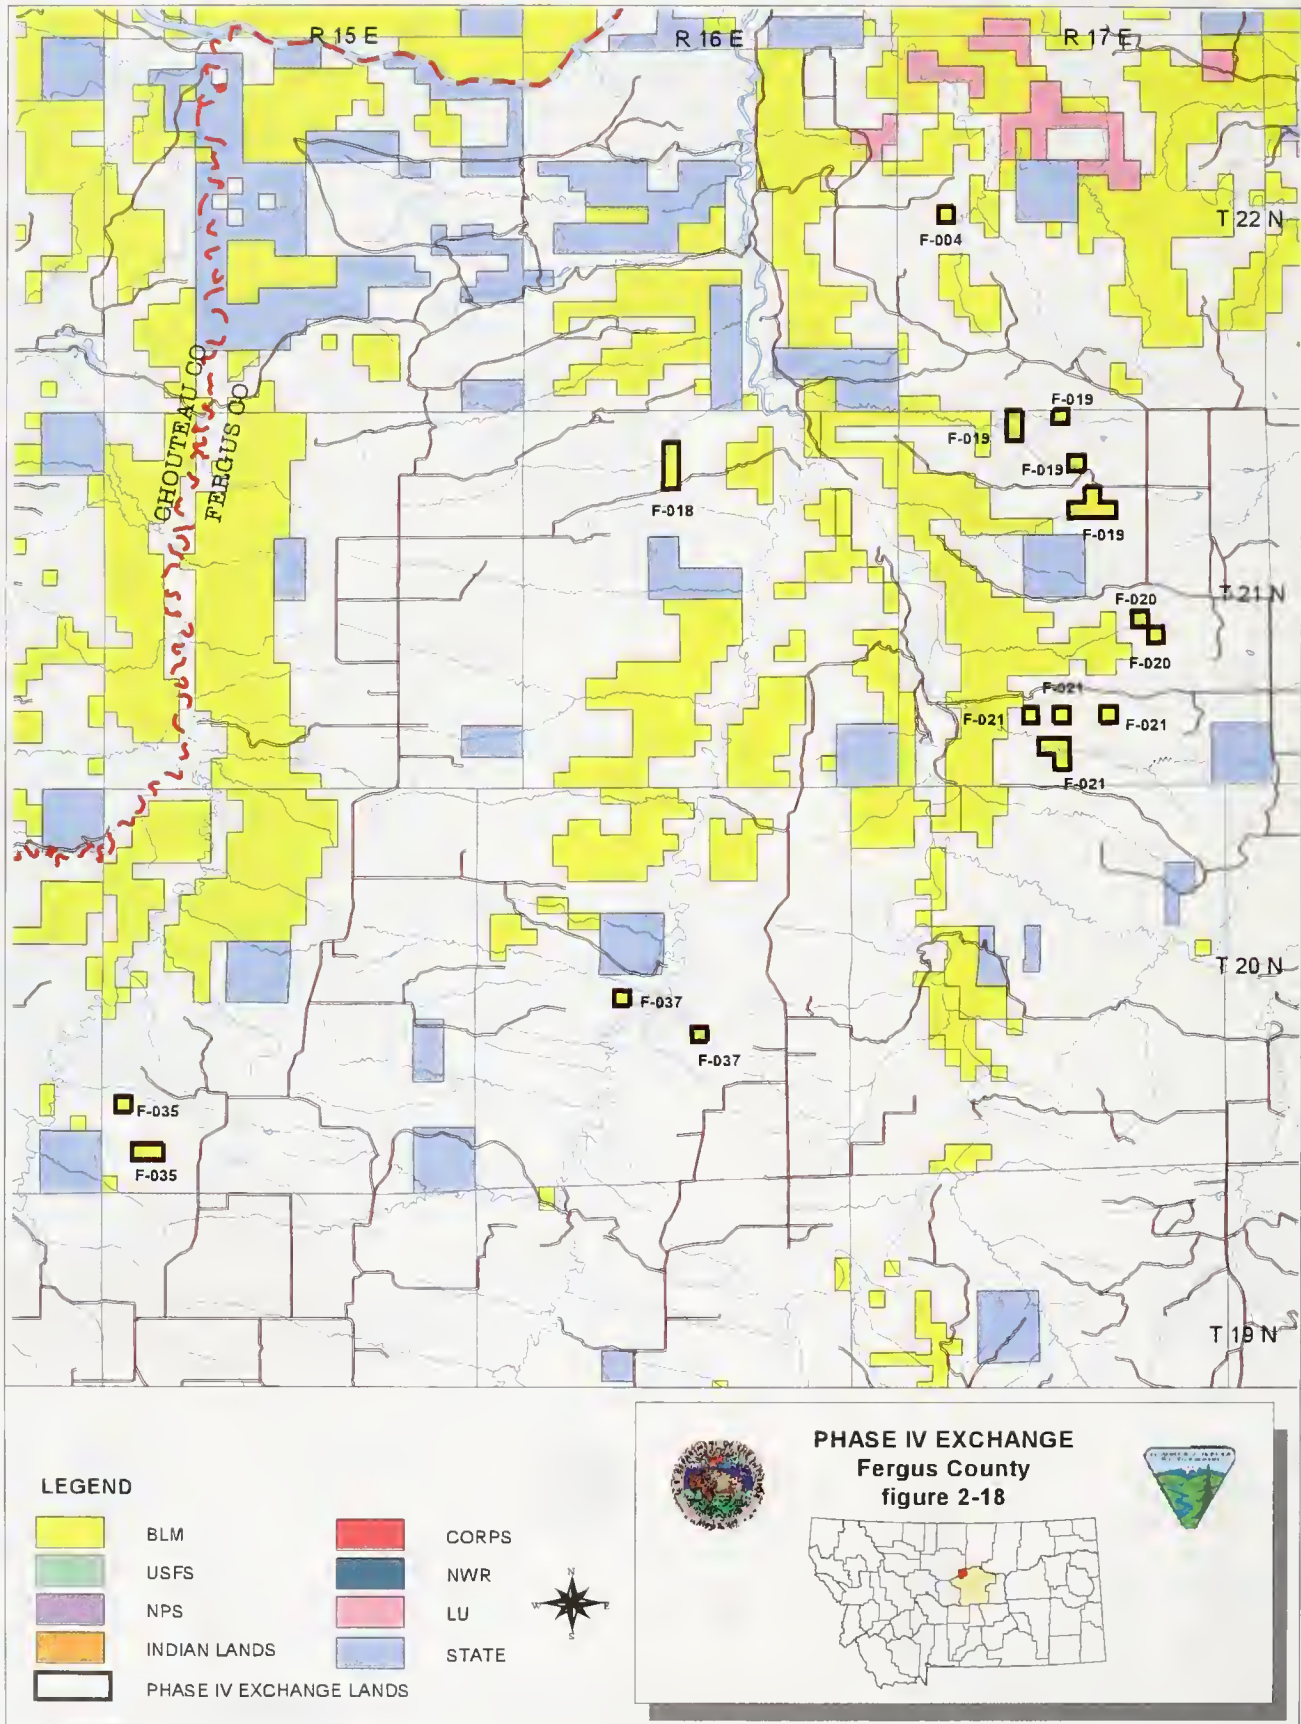 R 15 E
R 16 E
R 17 E
T 22 N
F-004
CHOUTEAU CO
FERGUS CO
F-019
F-019
F-019
F-018
F-019
T 21 N
F-020
F-020
F-021
F-021
F-021
F-021
T 20 N
F-037
F-037
F-035
F-035
T 19 N
LEGEND
BLM
USFS
NPS
INDIAN LANDS
PHASE IV EXCHANGE LANDS
CORPS
NWR
LU
STATE
N
W
E
S
PHASE IV EXCHANGE
Fergus County
figure 2-18